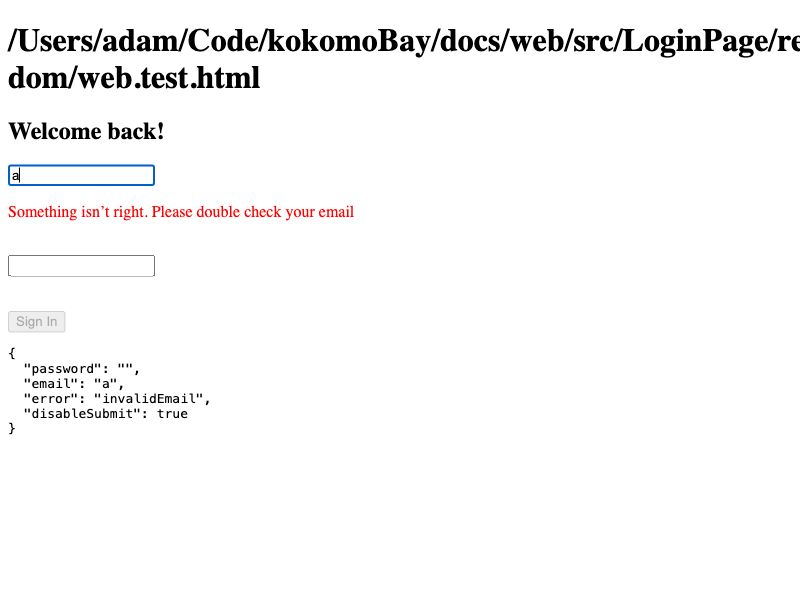 /Users/adam/Code/kokomoBay/docs/web/src/LoginPage/re
dom/web.test.html
Welcome back!
a
Something isn’t right. Please double check your email
Sign In
{
  "password": "",
  "email": "a",
  "error": "invalidEmail",
  "disableSubmit": true
}